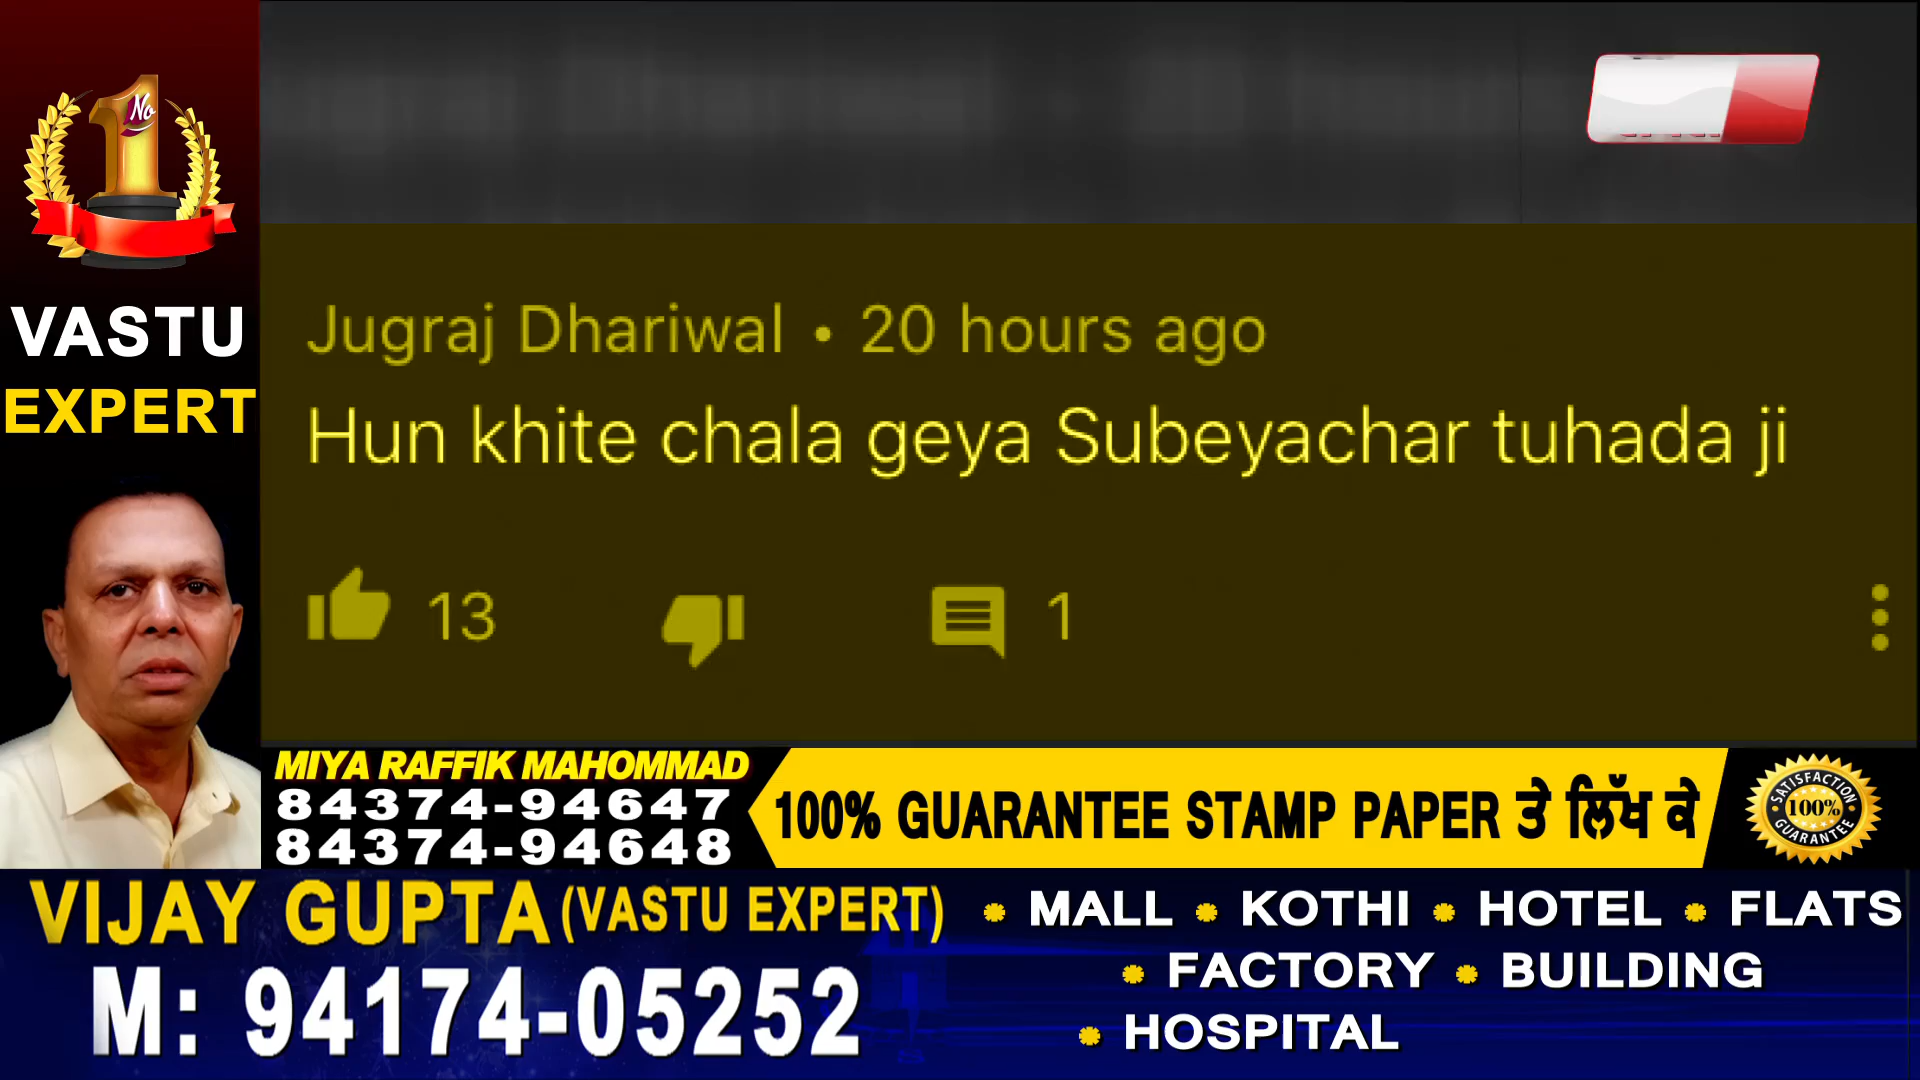 No
1
VASTU
EXPERT
Jugraj Dhariwal • 20 hours ago
Hun khite chala geya Subeyachar tuhada ji
13
1
MIYA RAFFIK MAHOMMAD
84374-94647
84374-94648
100% GUARANTEE STAMP PAPER ਤੇ ਲਿੱਖ ਕੇ
SATISFACTION
100%
GUARANTEE
VIJAY GUPTA (VASTU EXPERT)
M: 94174-05252
• MALL • KOTHI • HOTEL • FLATS
• FACTORY • BUILDING
• HOSPITAL